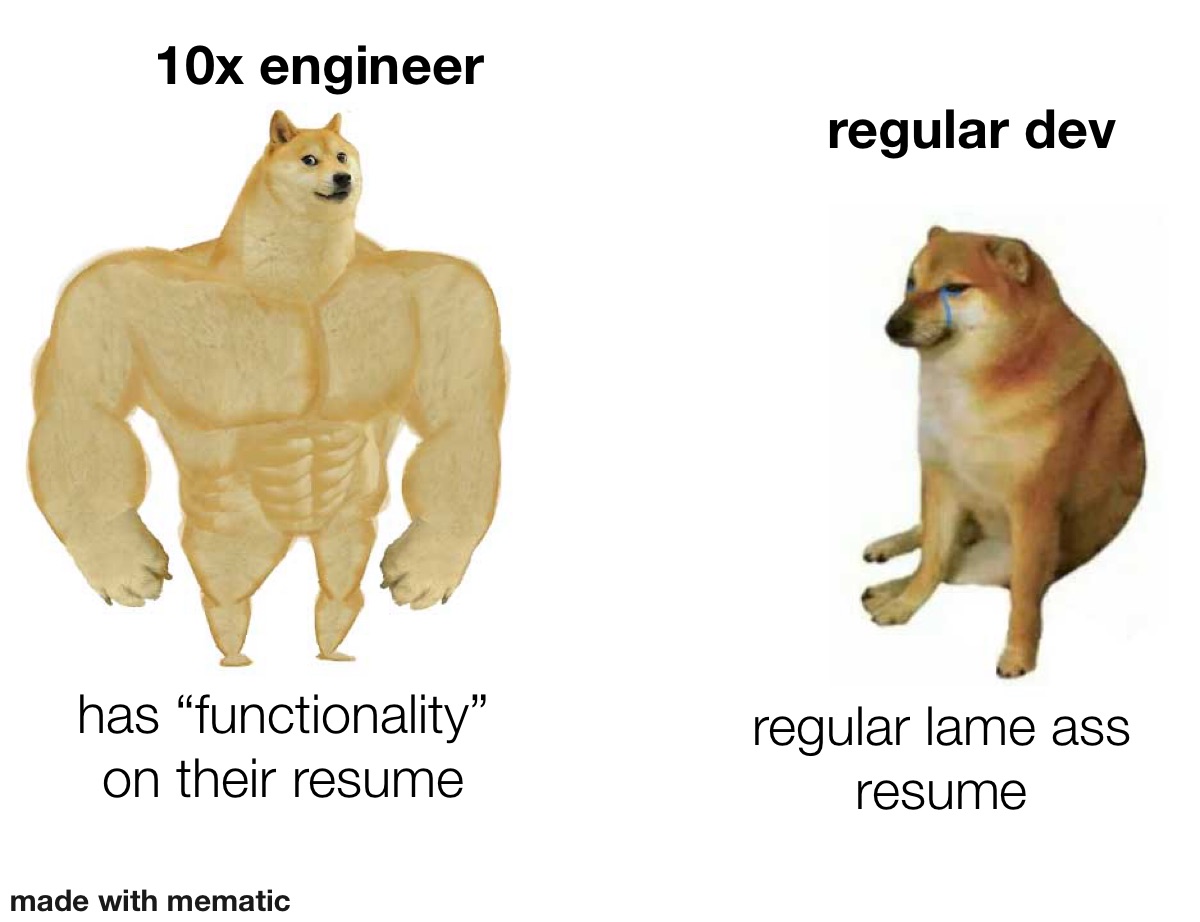 10x engineer
regular dev
has “functionality”
on their resume
regular lame ass
resume
made with mematic